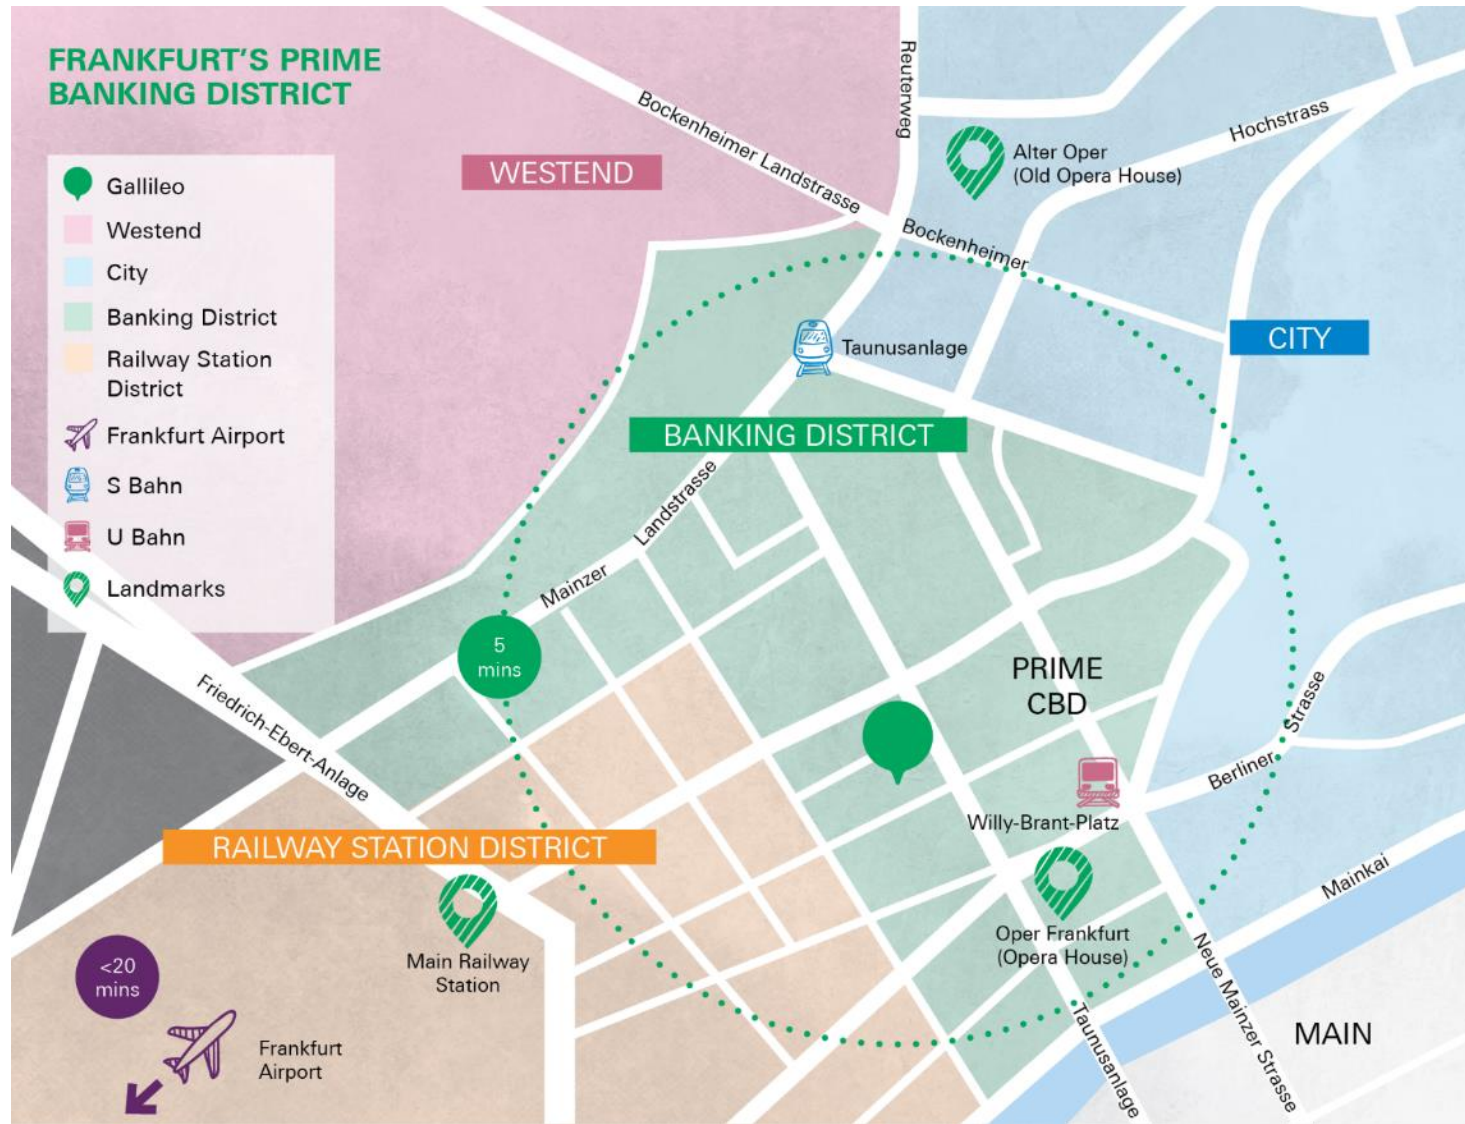 FRANKFURT'S PRIME
BANKING DISTRICT
Gallileo
Westend
City
Banking District
Railway Station
District
Frankfurt Airport
S Bahn
U Bahn
Landmarks
WESTEND
Bockenheimer Landstrasse
Reuterweg
Hochstrass
Alter Oper
(Old Opera House)
Bockenheimer
CITY
Taunusanlage
BANKING DISTRICT
Landstrasse
Mainzer
5
mins
PRIME
CBD
Friedrich-Ebert-Anlage
Strasse
Berliner
Willy-Brant-Platz
RAILWAY STATION DISTRICT
Mainkai
Main Railway
Station
Oper Frankfurt
(Opera House)
<20
mins
Neue Mainzer Strasse
Taunusanlage
MAIN
Frankfurt
Airport